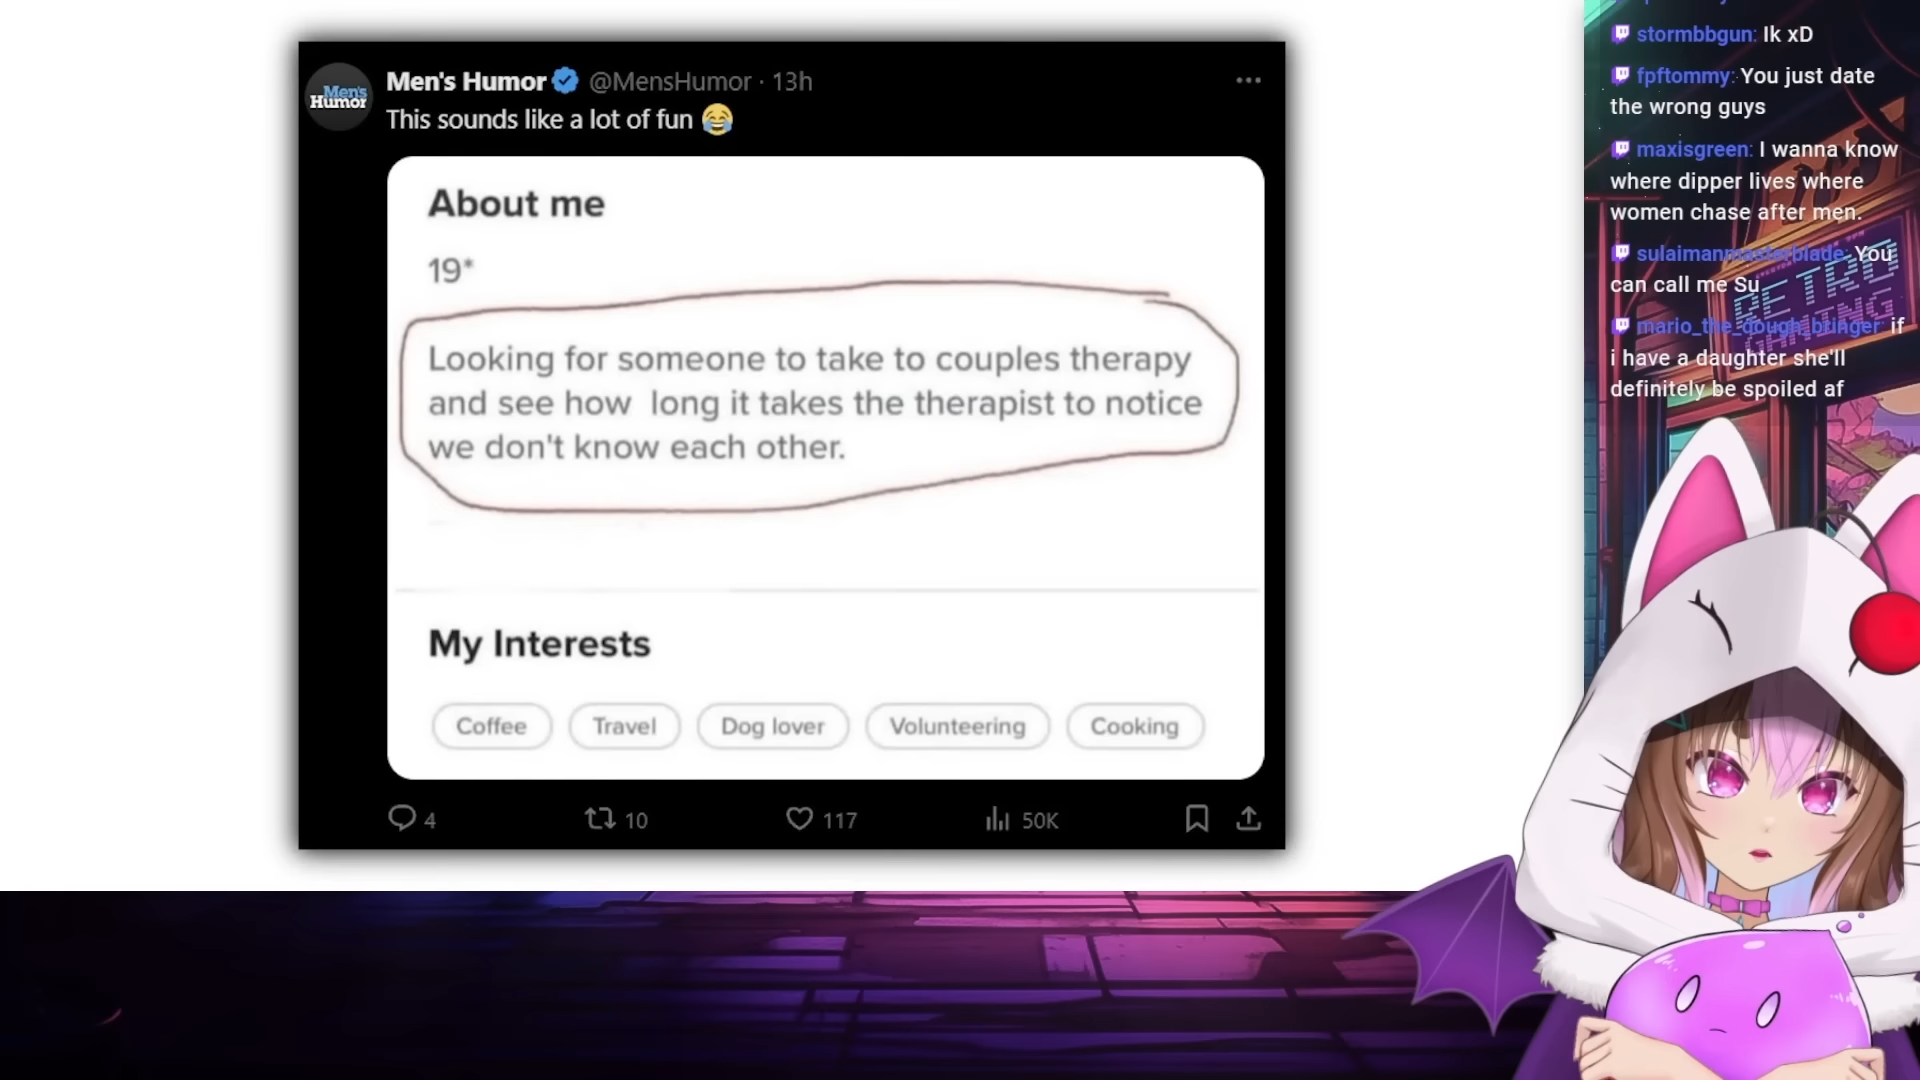 Men's Humor @MensHumor · 13h
This sounds like a lot of fun 😂
Men's
Humor
About me
19*
Looking for someone to take to couples therapy
and see how long it takes the therapist to notice
we don't know each other.
My Interests
Coffee
Travel
Dog lover
Volunteering
Cooking
4
10
117
50K
stormbbgun: Ik xD
fpftommy: You just date
the wrong guys
maxisgreen: I wanna know
where dipper lives where
women chase after men.
sulaimanmasterblade: You
can call me Su
mario_the_dough_bringer: if
i have a daughter she'll
definitely be spoiled af
RETRO
GAMING